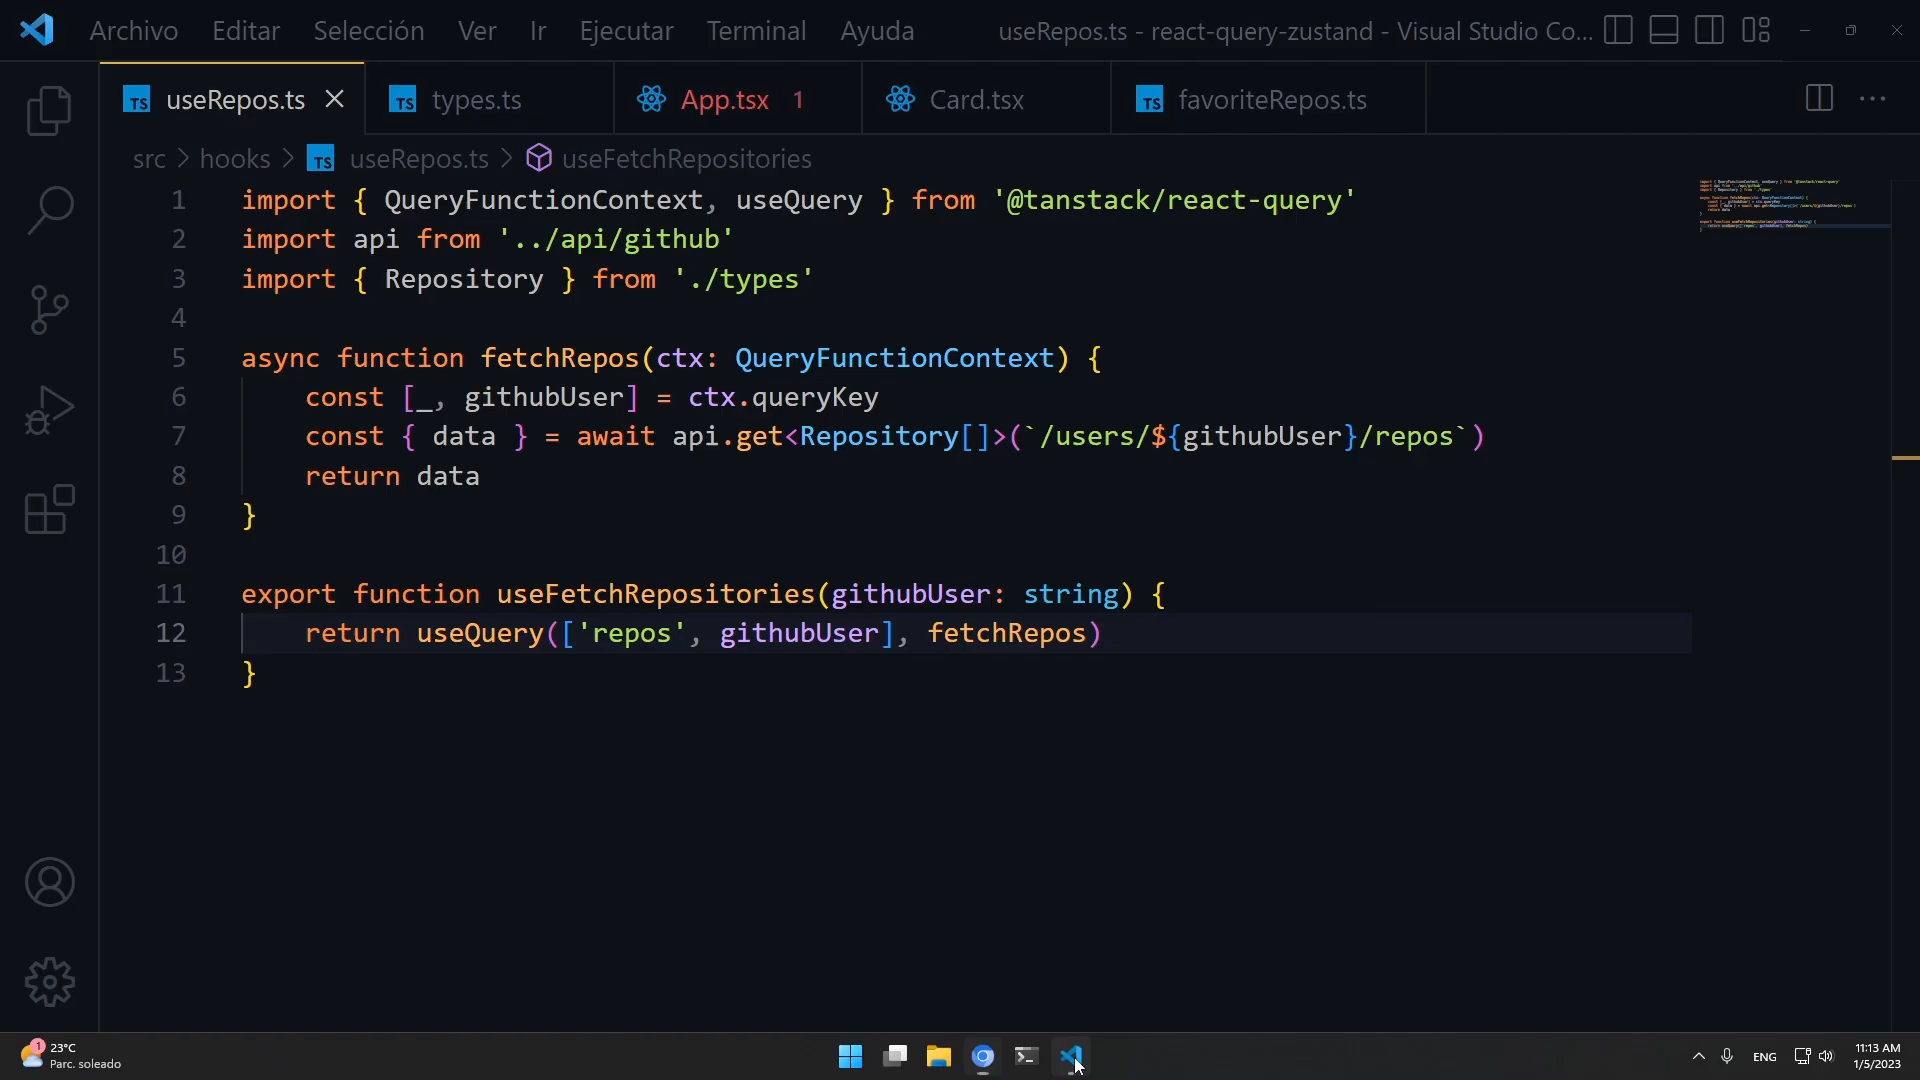 Archivo Editar Selección Ver Ir Ejecutar Terminal Ayuda useRepos.ts - react-query-zustand - Visual Studio Co...
TS useRepos.ts TS types.ts App.tsx 1 Card.tsx TS favoriteRepos.ts
src > hooks > TS useRepos.ts > useFetchRepositories
1 import { QueryFunctionContext, useQuery } from '@tanstack/react-query'
2 import api from '../api/github'
3 import { Repository } from './types'
4
5 async function fetchRepos(ctx: QueryFunctionContext) {
6 const [_, githubUser] = ctx.queryKey
7 const { data } = await api.get<Repository[]>(`/users/${githubUser}/repos`)
8 return data
9 }
10
11 export function useFetchRepositories(githubUser: string) {
12 return useQuery(['repos', githubUser], fetchRepos)
13 }
1 23°C
Parc. soleado
ENG
11:13 AM
1/5/2023